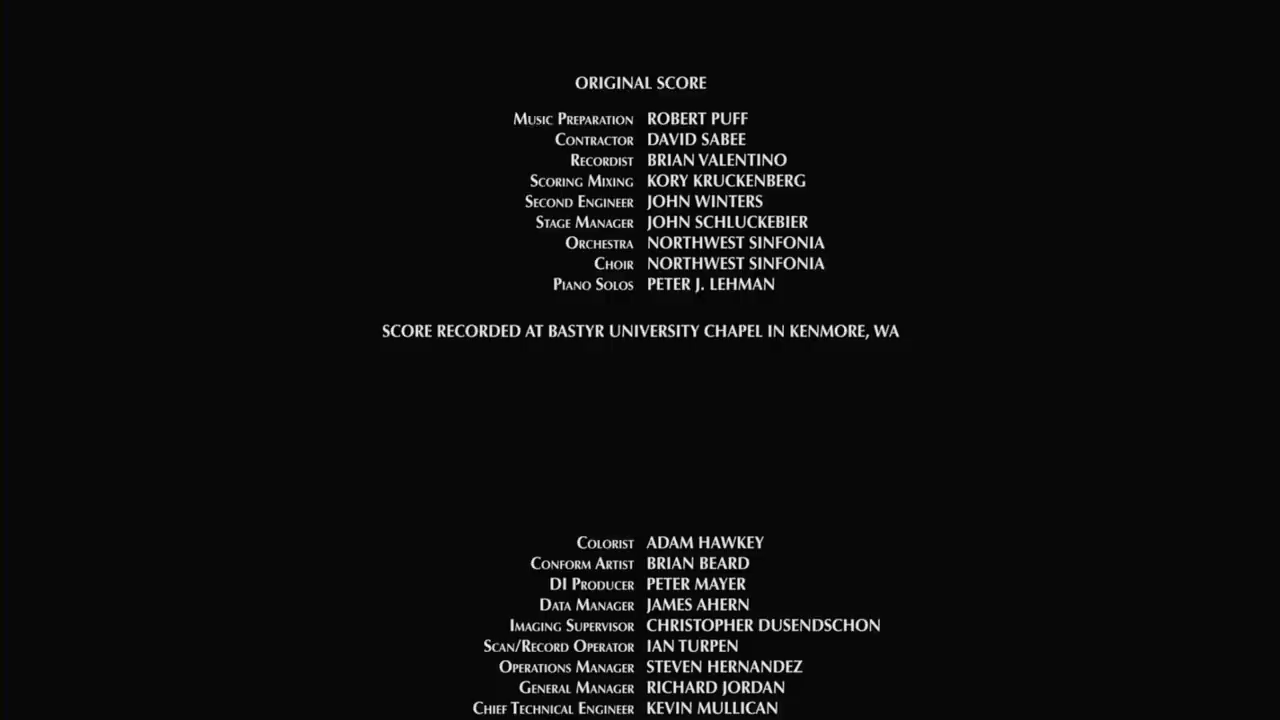 ORIGINAL SCORE
Music Preparation ROBERT PUFF
Contractor DAVID SABEE
Recordist BRIAN VALENTINO
Scoring Mixing KORY KRUCKENBERG
Second Engineer JOHN WINTERS
Stage Manager JOHN SCHLUCKEBIER
Orchestra NORTHWEST SINFONIA
Choir NORTHWEST SINFONIA
Piano Solos PETER J. LEHMAN
SCORE RECORDED AT BASTYR UNIVERSITY CHAPEL IN KENMORE, WA
Colorist ADAM HAWKEY
Conform Artist BRIAN BEARD
DI Producer PETER MAYER
Data Manager JAMES AHERN
Imaging Supervisor CHRISTOPHER DUSENDSCHON
Scan/Record Operator IAN TURPEN
Operations Manager STEVEN HERNANDEZ
General Manager RICHARD JORDAN
Chief Technical Engineer KEVIN MULLICAN